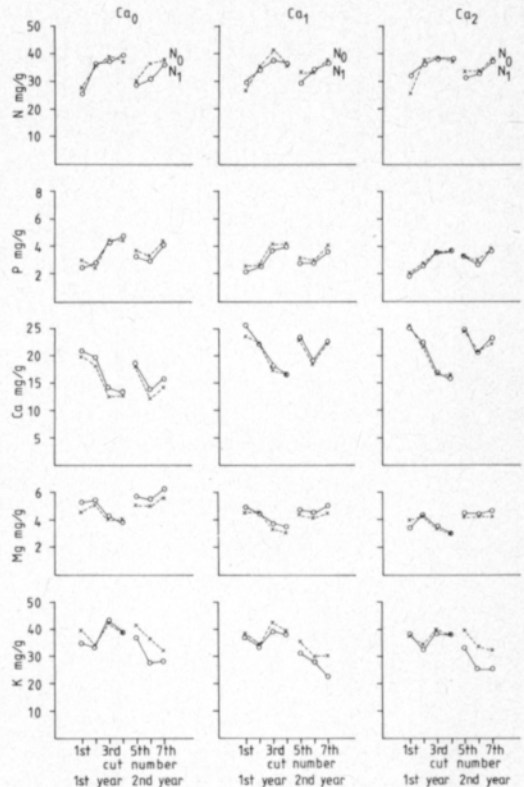 Ca0 Ca1 Ca2
N mg/g
50
40
30
20
10
N0
N1
N0
N1
N0
N1
P mg/g
8
6
4
2
Ca mg/g
25
20
15
10
5
Mg mg/g
6
4
2
K mg/g
50
40
30
20
10
1st 3rd 5th 7th 1st 3rd 5th 7th 1st 3rd 5th 7th
cut number cut number cut number
1st year 2nd year 1st year 2nd year 1st year 2nd year